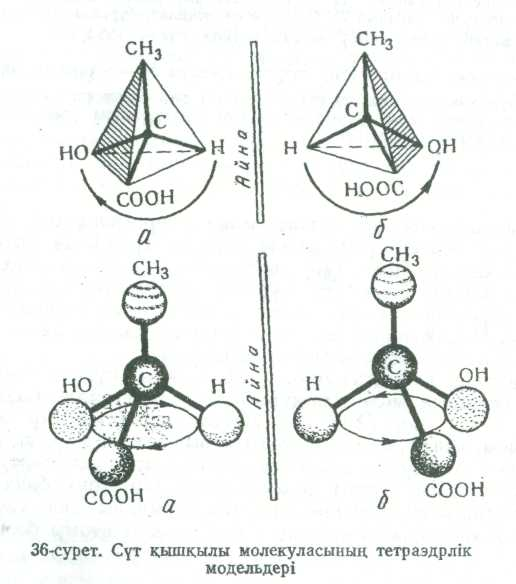 CH₃
C
HO
H
COOH
а
Айна
CH₃
C
H
OH
HOOC
б
CH₃
HO
C
H
COOH
а
Айна
CH₃
H
C
OH
COOH
б
36-сурет. Сүт қышқылы молекуласының тетраэдрлік
модельдері